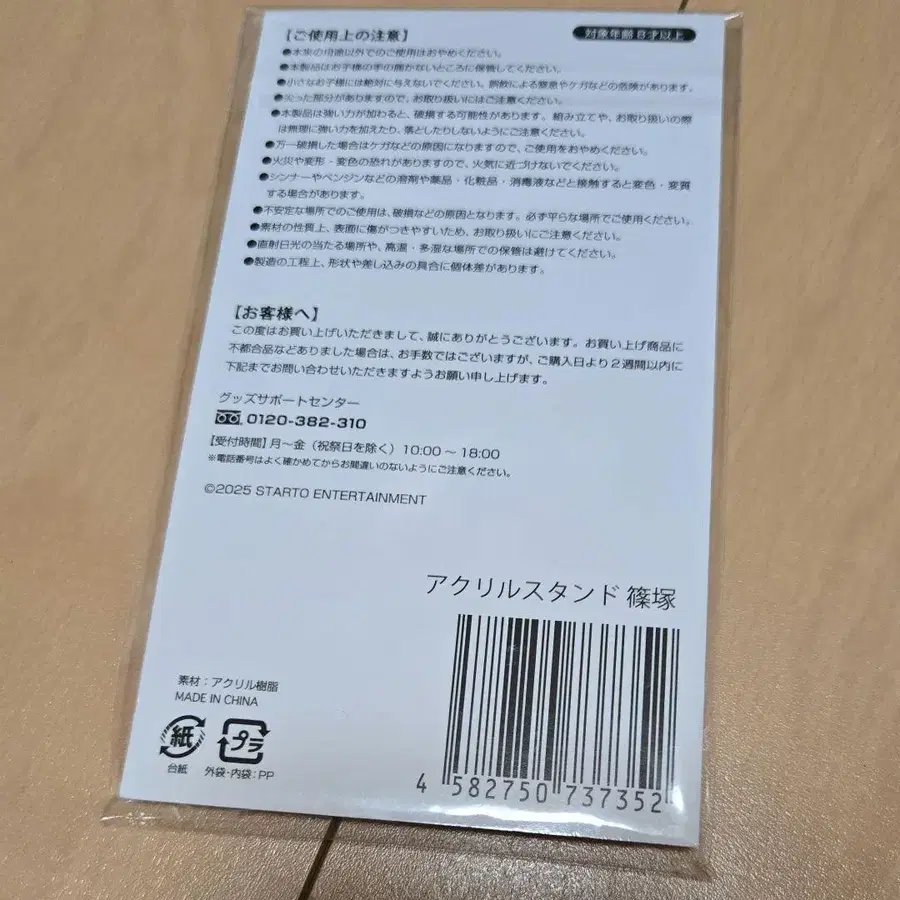 【ご使用上の注意】
対象年齢8才以上
●本来の用途以外でのご使用はおやめください。
●本製品はお子様の手の届かないところに保管してください。
●小さなお子様には絶対に与えないでください。誤飲による窒息やケガなどの危険があります。
●尖った部分がありますので、お取り扱いにはご注意ください。
●本製品は強い力が加わると、破損する可能性があります。組み立てや、お取り扱いの際
は無理に強い力を加えたり、落としたりしないようにご注意ください。
●万一破損した場合はケガなどの原因になりますので、ご使用をおやめください。
●火災や変形・変色の恐れがありますので、火気に近づけないでください。
●シンナーやベンジンなどの溶剤や薬品・化粧品・消毒液などと接触すると変色・変質
する場合があります。
●不安定な場所でのご使用は、破損などの原因となります。必ず平らな場所でご使用ください。
●素材の性質上、表面に傷がつきやすいため、お取り扱いにご注意ください。
●直射日光の当たる場所や、高温・多湿な場所での保管は避けてください。
●製造の工程上、形状や差し込みの具合に個体差があります。
【お客様へ】
この度はお買い上げいただきまして、誠にありがとうございます。お買い上げ商品に
不都合品などありました場合は、お手数ではございますが、ご購入日より2週間以内に
下記までお問い合わせいただきますようお願い申し上げます。
グッズサポートセンター
0120-382-310
【受付時間】月〜金（祝祭日を除く）10:00 〜 18:00
※電話番号はよく確かめてからお間違いのないようにご注意ください。
©2025 STARTO ENTERTAINMENT
アクリルスタンド 篠塚
素材：アクリル樹脂
MADE IN CHINA
紙
プラ
台紙
外袋・内袋：PP
4 582750 737352